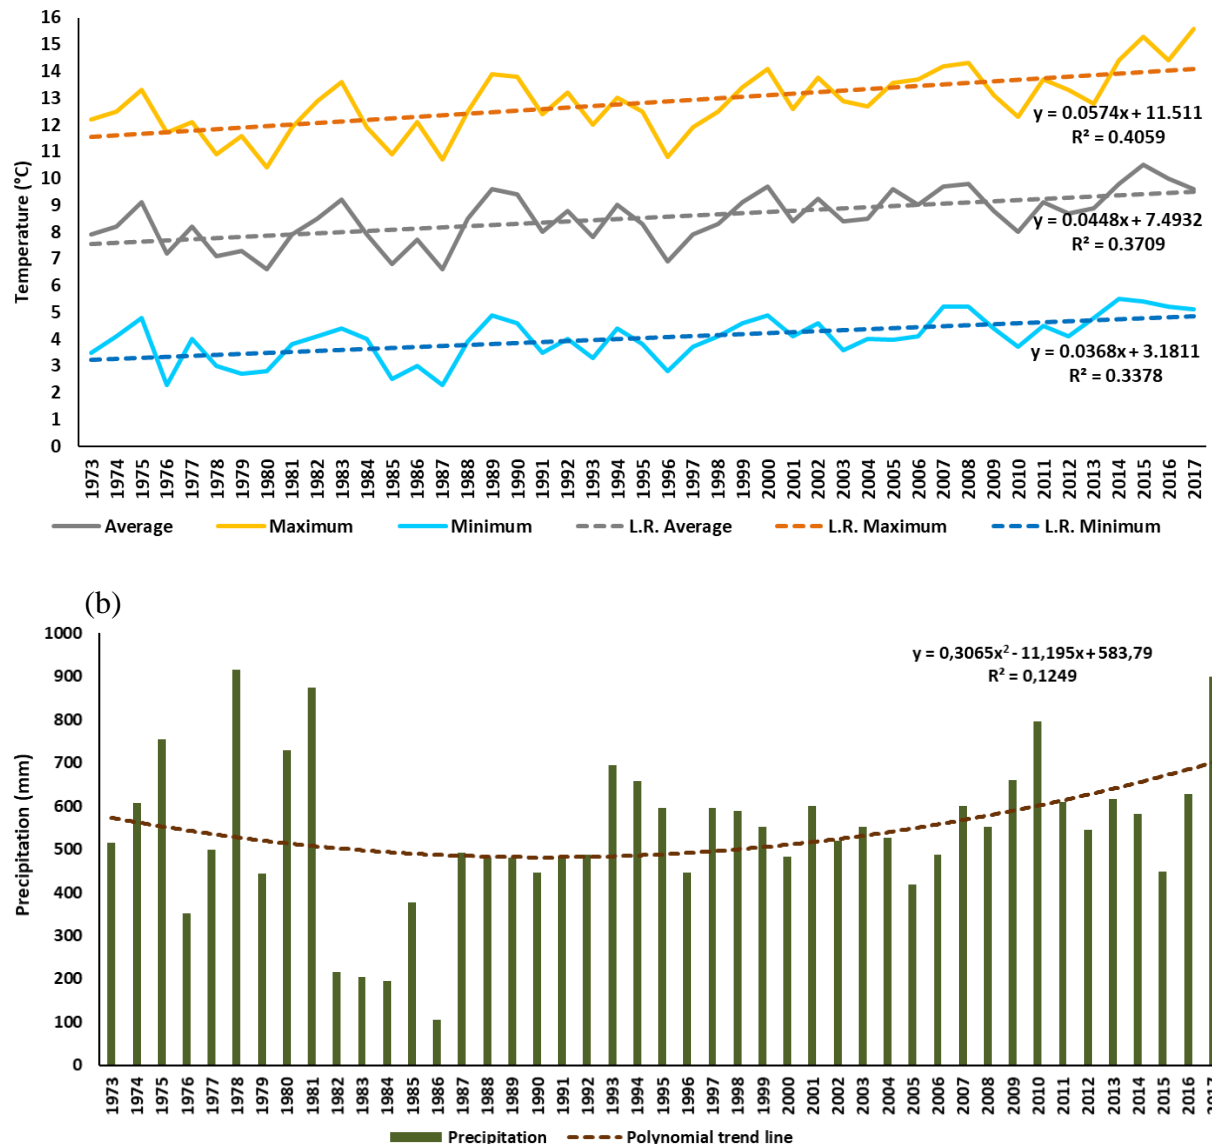 16
15
14
13
12
11
10
9
8
7
6
5
4
3
2
1
0
Temperature (°C)
y = 0.0574x + 11.511
R² = 0.4059
y = 0.0448x + 7.4932
R² = 0.3709
y = 0.0368x + 3.1811
R² = 0.3378
1973 1974 1975 1976 1977 1978 1979 1980 1981 1982 1983 1984 1985 1986 1987 1988 1989 1990 1991 1992 1993 1994 1995 1996 1997 1998 1999 2000 2001 2002 2003 2004 2005 2006 2007 2008 2009 2010 2011 2012 2013 2014 2015 2016 2017
Average Maximum Minimum L.R. Average L.R. Maximum L.R. Minimum
(b)
1000
900
800
700
600
500
400
300
200
100
0
Precipitation (mm)
y = 0,3065x² - 11,195x + 583,79
R² = 0,1249
1973 1974 1975 1976 1977 1978 1979 1980 1981 1982 1983 1984 1985 1986 1987 1988 1989 1990 1991 1992 1993 1994 1995 1996 1997 1998 1999 2000 2001 2002 2003 2004 2005 2006 2007 2008 2009 2010 2011 2012 2013 2014 2015 2016 2017
Precipitation Polynomial trend line